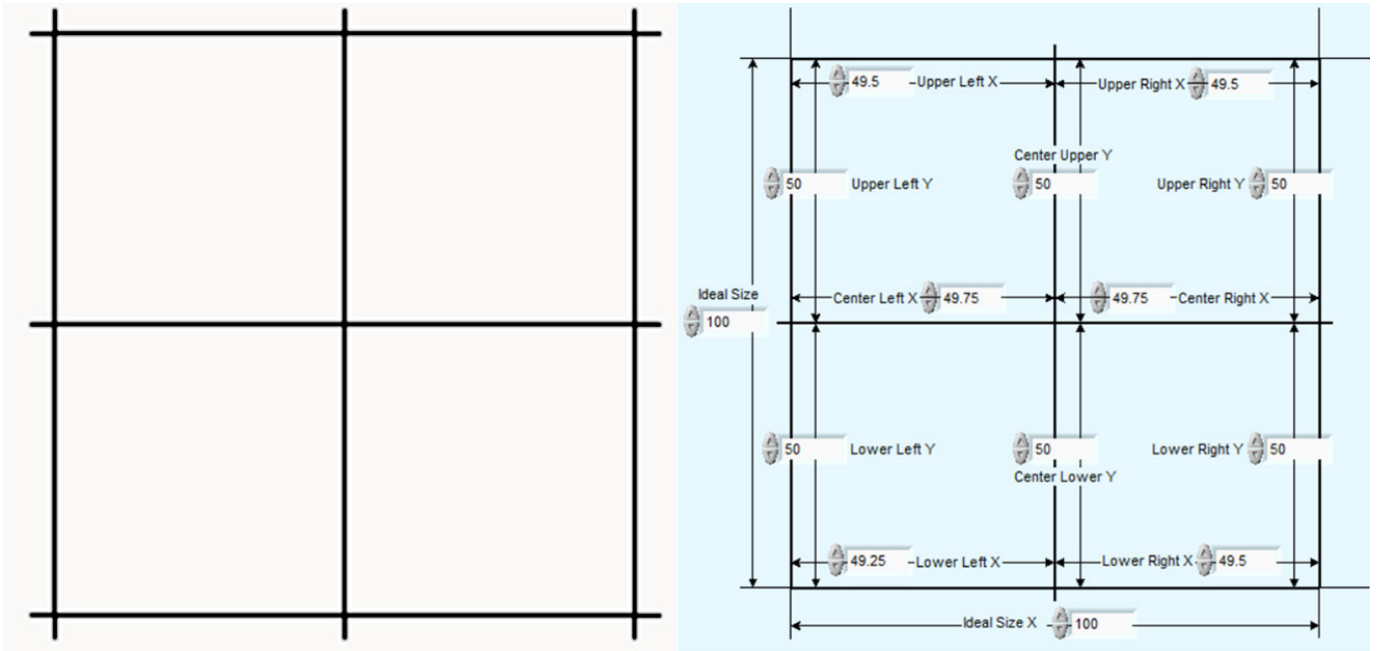 49.5 Upper Left X
Upper Right X 49.5
Center Upper Y
50 Upper Left Y
50
Upper Right Y 50
Ideal Size
100
Center Left X 49.75
49.75 Center Right X
50 Lower Left Y
50
Center Lower Y
Lower Right Y 50
49.25 Lower Left X
Lower Right X 49.5
Ideal Size X 100